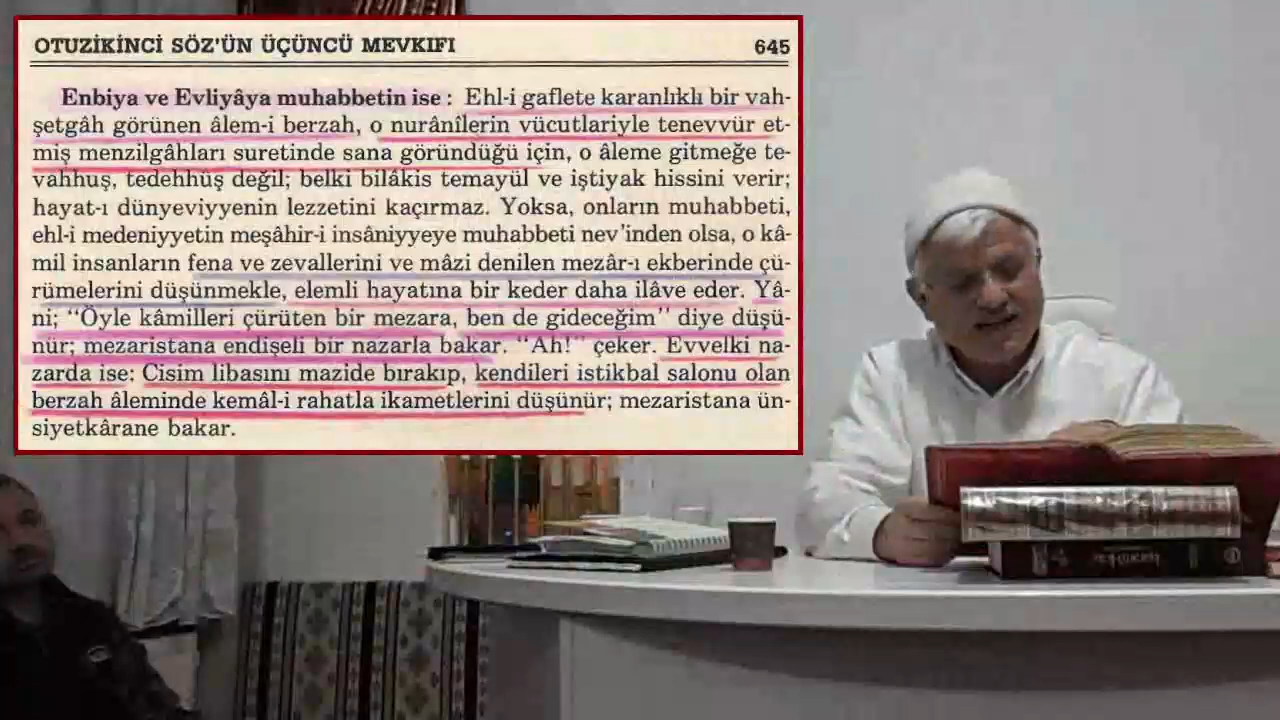 OTUZİKİNCİ SÖZ'ÜN ÜÇÜNCÜ MEVKIFI 645
Enbiya ve Evliyâya muhabbetin ise : Ehl-i gaflete karanlıklı bir vah-
şetgâh görünen âlem-i berzah, o nurânîlerin vücutlariyle tenevvür et-
miş menzilgâhları suretinde sana göründüğü için, o âleme gitmeğe te-
vahhuş, tedehhüş değil; belki bilâkis temayül ve iştiyak hissini verir;
hayat-ı dünyeviyyenin lezzetini kaçırmaz. Yoksa, onların muhabbeti,
ehl-i medeniyyetin meşâhir-i insâniyyeye muhabbeti nev'inden olsa, o kâ-
mil insanların fena ve zevallerini ve mâzi denilen mezâr-ı ekberinde çü-
rümelerini düşünmekle, elemli hayatına bir keder daha ilâve eder. Yâ-
ni; "Öyle kâmilleri çürüten bir mezara, ben de gideceğim" diye düşü-
nür; mezaristana endişeli bir nazarla bakar. "Ah!" çeker. Evvelki na-
zarda ise: Cisim libasını mazide bırakıp, kendileri istikbal salonu olan
berzah âleminde kemâl-i rahatla ikametlerini düşünür; mezaristana ün-
siyetkârane bakar.